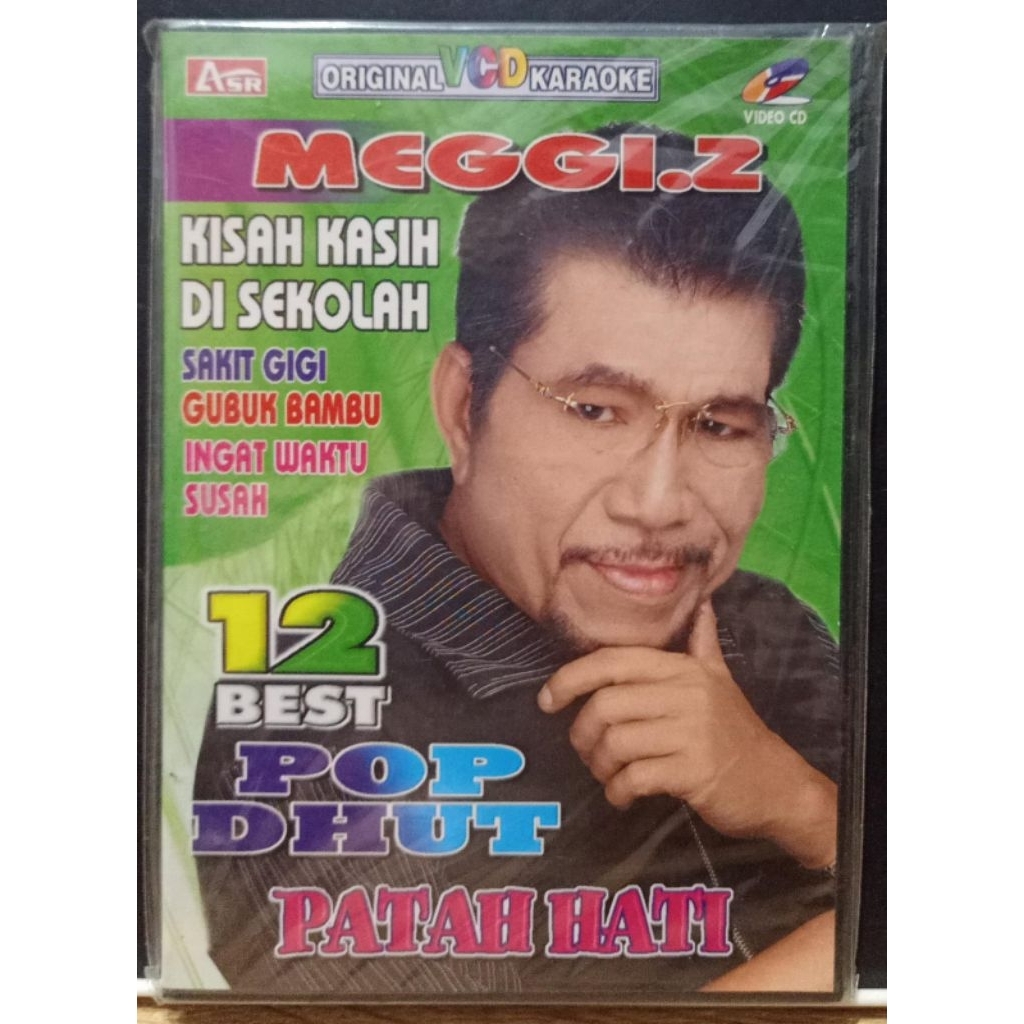 ASR
ORIGINAL VCD KARAOKE
VIDEO CD
MEGGI.Z
KISAH KASIH
DI SEKOLAH
SAKIT GIGI
GUBUK BAMBU
INGAT WAKTU
SUSAH
12
BEST
POP
DHUT
PATAH HATI